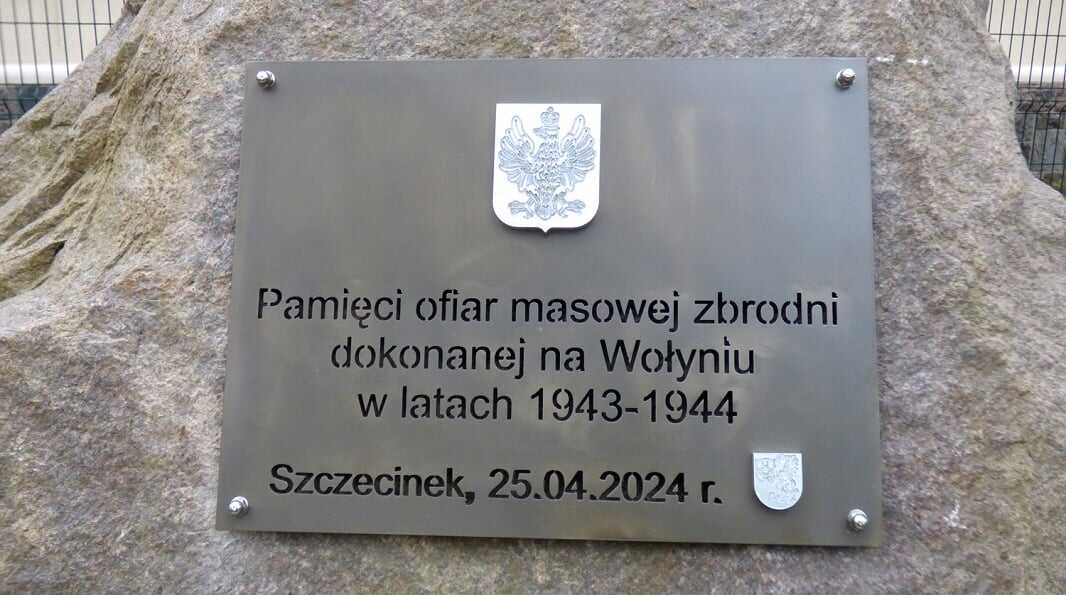 Pamięci ofiar masowej zbrodni
dokonanej na Wołyniu
w latach 1943-1944
Szczecinek, 25.04.2024 r.